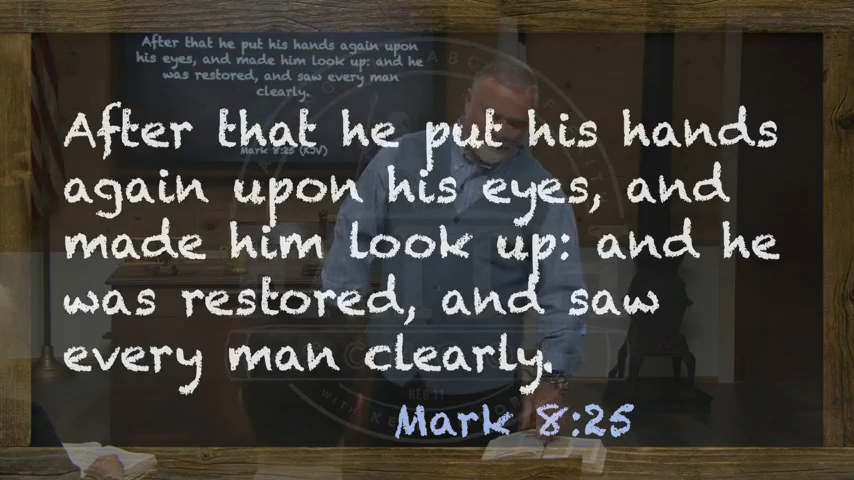 After that he put his hands again upon
his eyes, and made him look up: and he
was restored, and saw every man
clearly.
Mark 8:25 (KJV)
After that he put his hands
again upon his eyes, and
made him look up: and he
was restored, and saw
every man clearly.
Mark 8:25
HEB 11